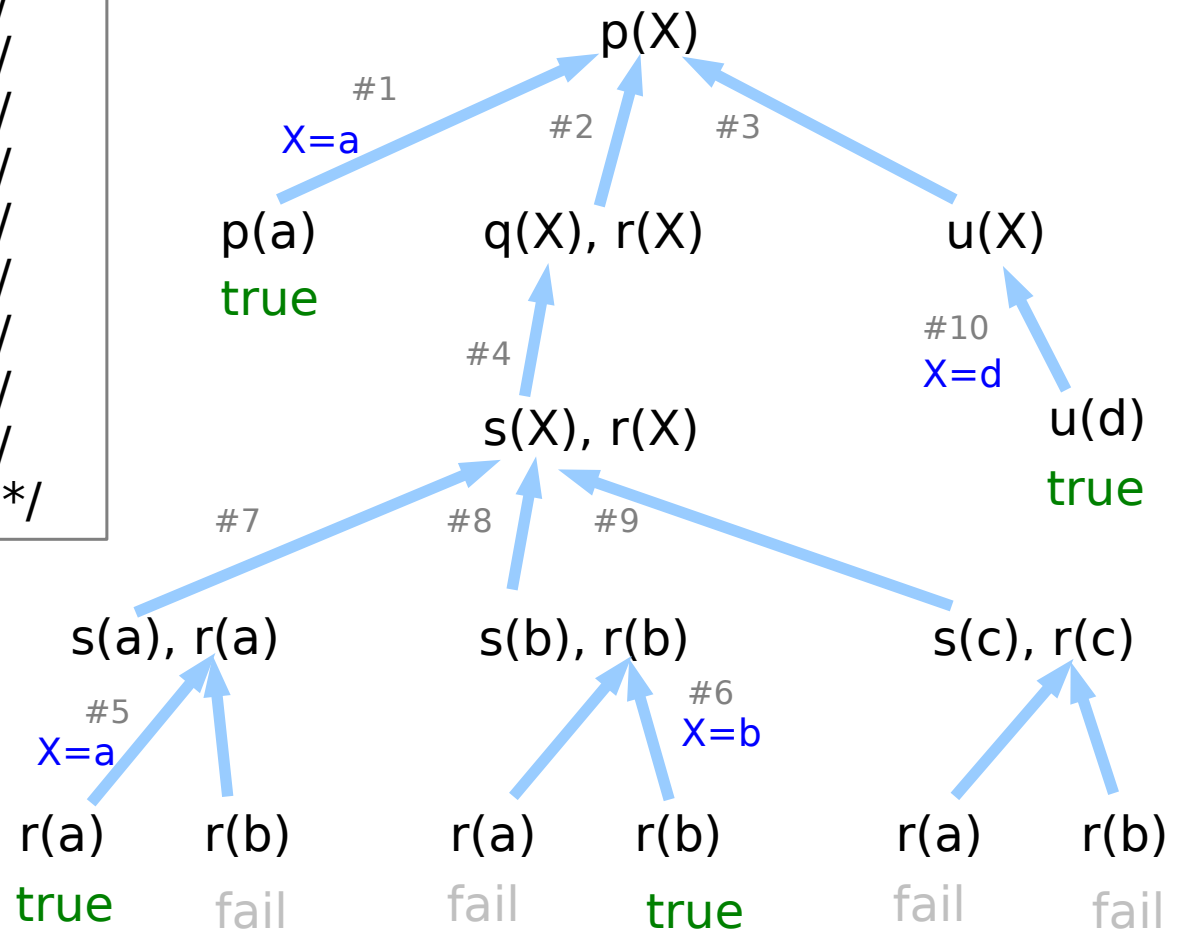 p(X)
/
/
#1
/
#2
#3
X=a
/
/
p(a)
q(X), r(X)
u(X)
/
true
#10
/
#4
X=d
/
u(d)
s(X), r(X)
/
true
*/
#7
#8
#9
s(a), r(a)
s(b), r(b)
s(c), r(c)
#5
#6
X=a
X=b
r(a)
r(b)
r(a)
r(b)
r(a)
r(b)
true
fail
fail
true
fail
fail